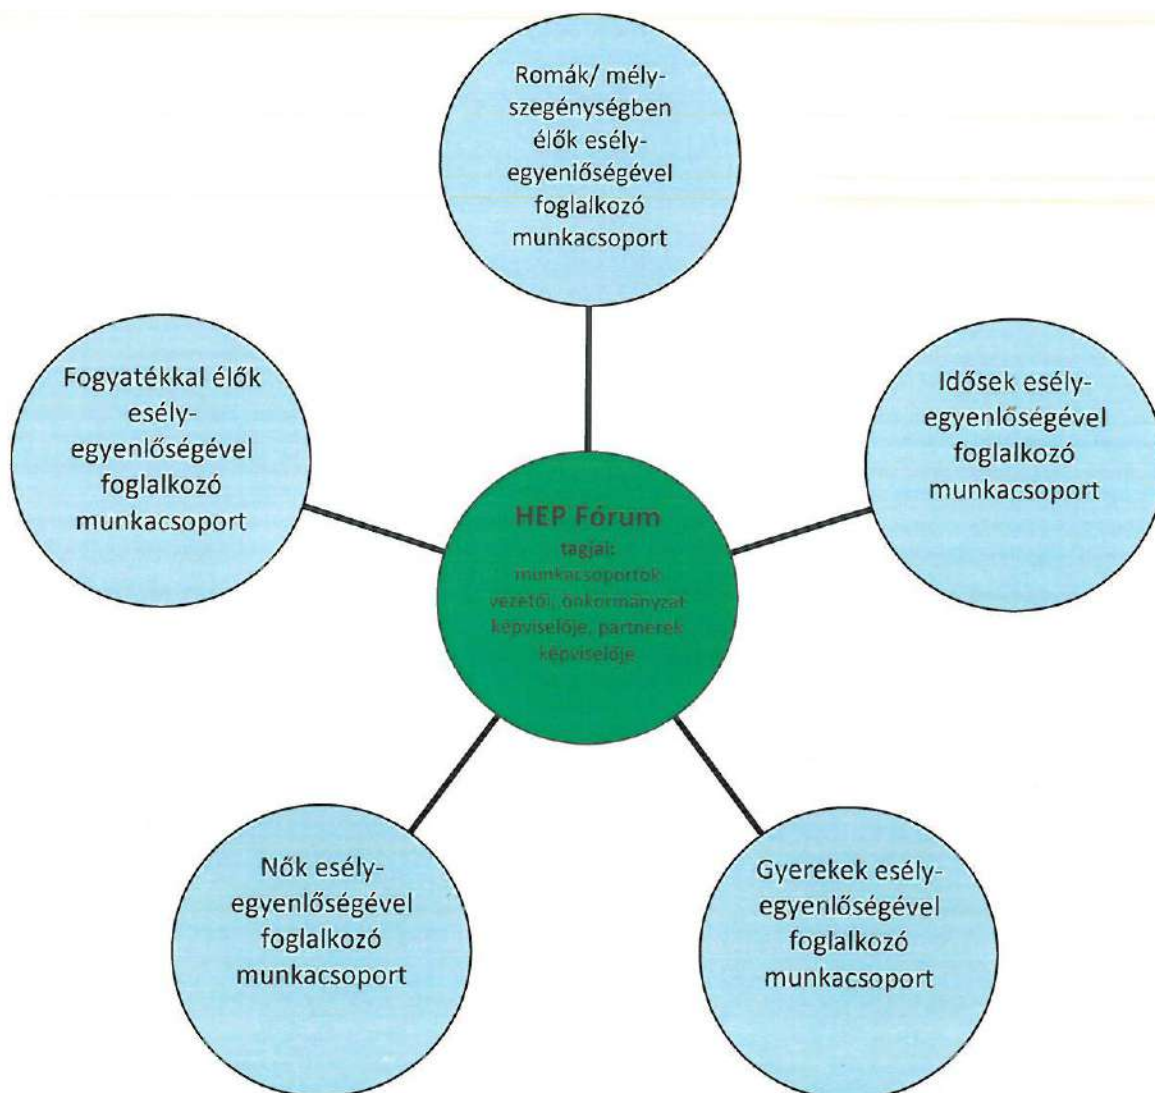 Romák/ mély-
szegénységben
élők esély-
egyenlőségével
foglalkozó
munkacsoport
Fogyatékkal élők
esély-
egyenlőségével
foglalkozó
munkacsoport
Idősek esély-
egyenlőségével
foglalkozó
munkacsoport
HEP Fórum
tagjai:
munkacsoportok
vezetői, önkormányzat
képviselője, partnerek
képviselője
Nők esély-
egyenlőségével
foglalkozó
munkacsoport
Gyerekek esély-
egyenlőségével
foglalkozó
munkacsoport